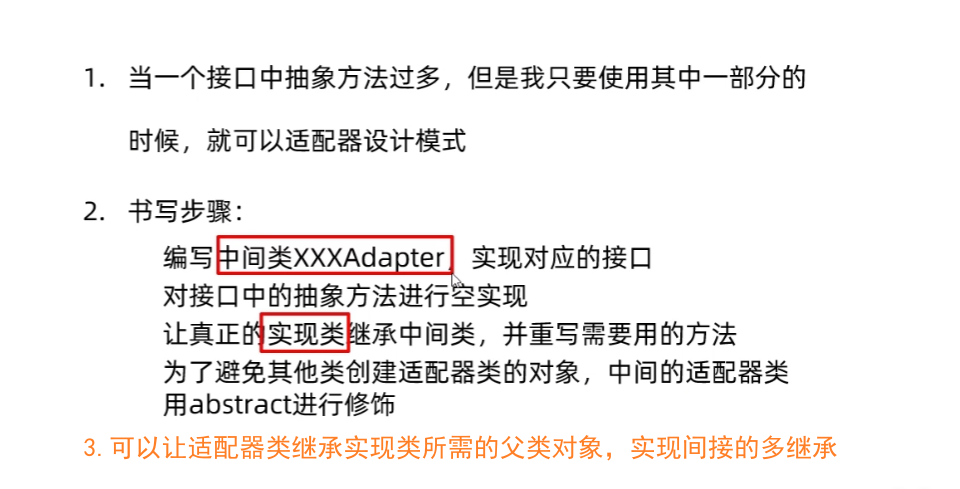 1. 当一个接口中抽象方法过多，但是我只要使用其中一部分的
时候，就可以适配器设计模式
2. 书写步骤：
编写中间类XXXAdapter，实现对应的接口
对接口中的抽象方法进行空实现
让真正的实现类继承中间类，并重写需要用的方法
为了避免其他类创建适配器类的对象，中间的适配器类
用abstract进行修饰
3.可以让适配器类继承实现类所需的父类对象，实现间接的多继承